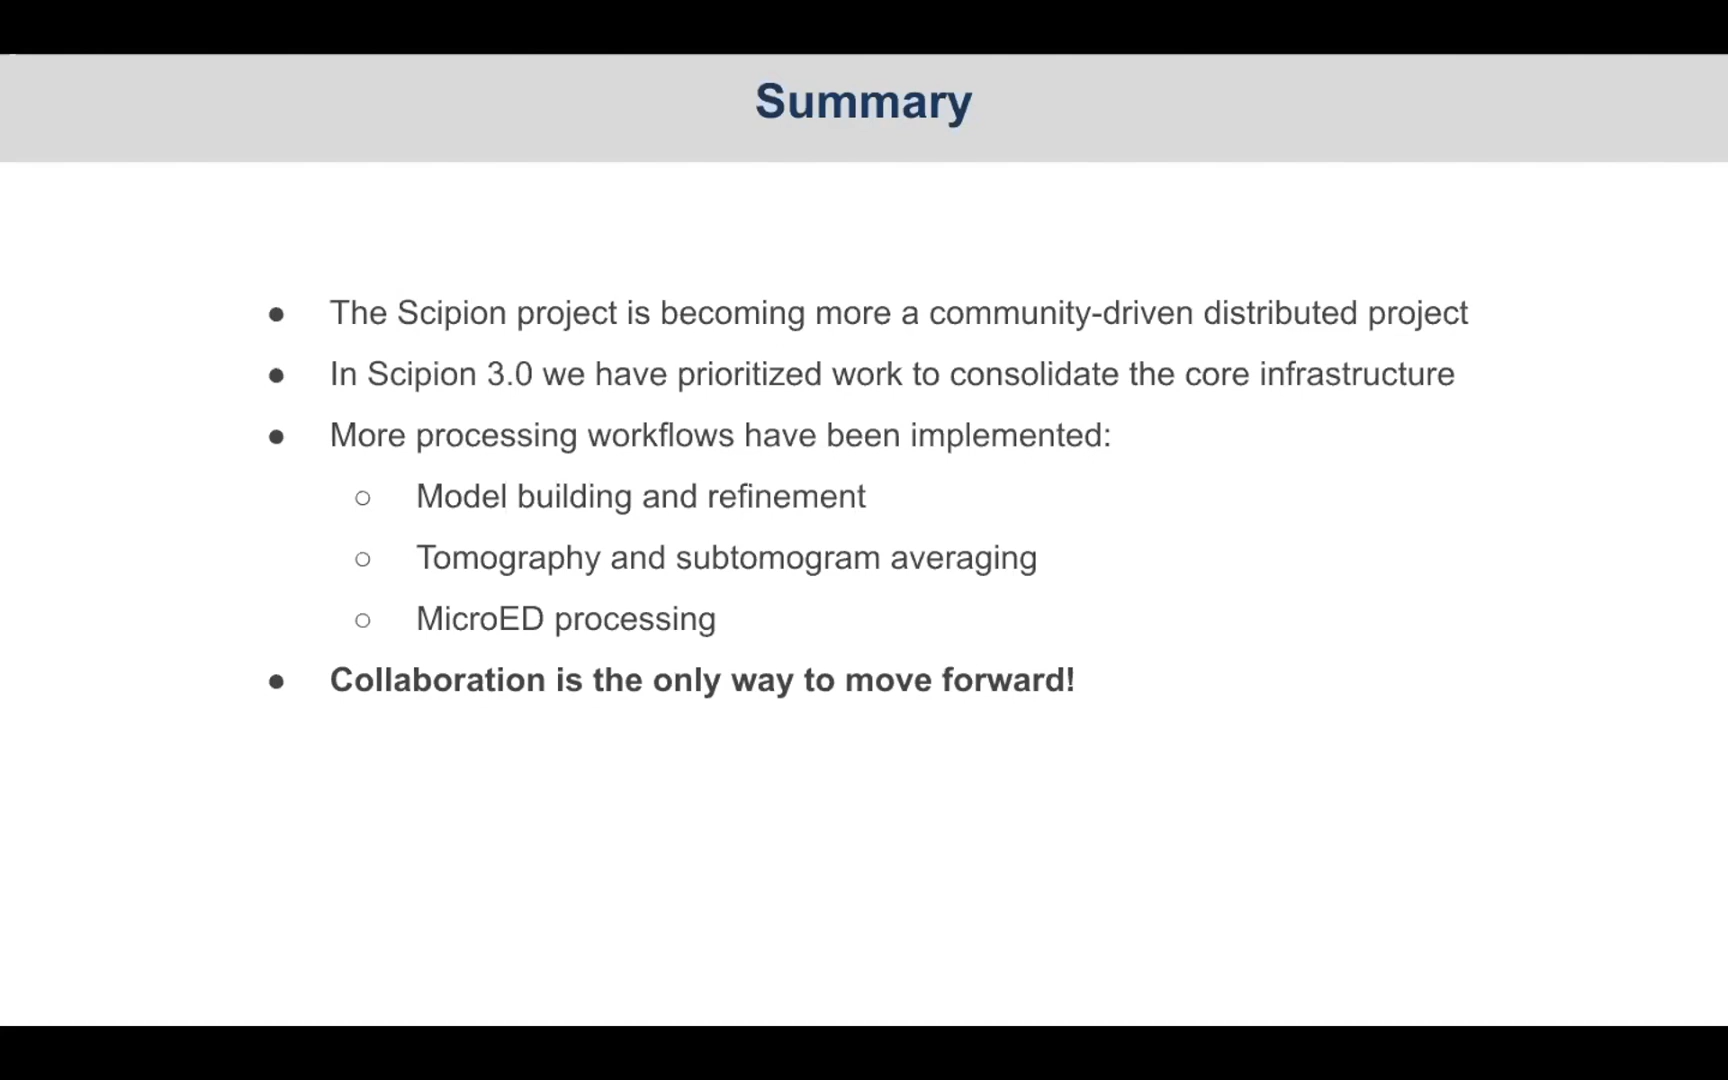 Summary
● The Scipion project is becoming more a community-driven distributed project
● In Scipion 3.0 we have prioritized work to consolidate the core infrastructure
● More processing workflows have been implemented:
○ Model building and refinement
○ Tomography and subtomogram averaging
○ MicroED processing
● Collaboration is the only way to move forward!